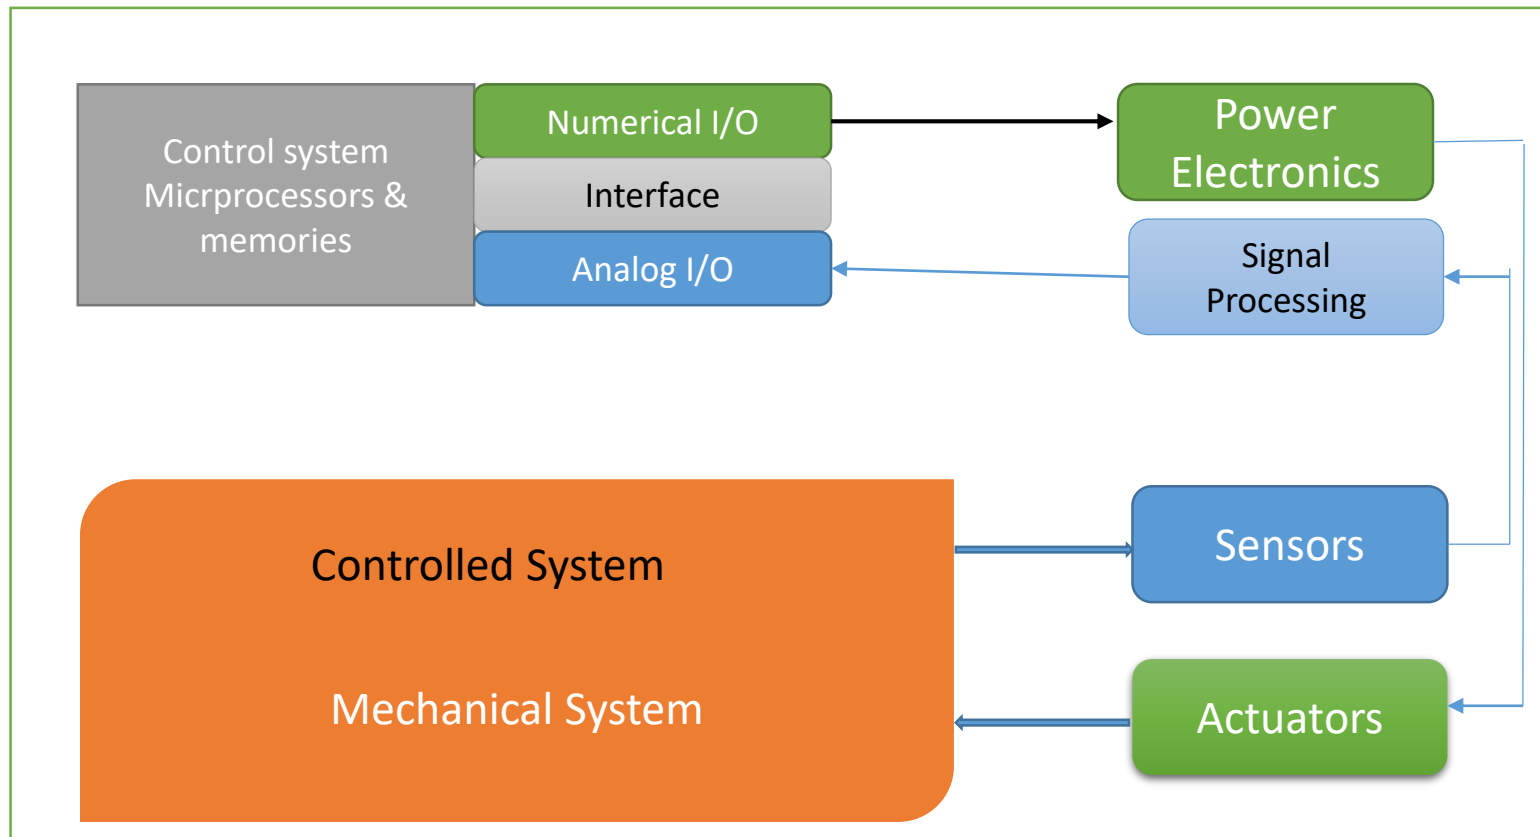 Control system
Micrprocessors &
memories
Numerical I/O
Interface
Analog I/O
Power
Electronics
Signal
Processing
Controlled System
Mechanical System
Sensors
Actuators